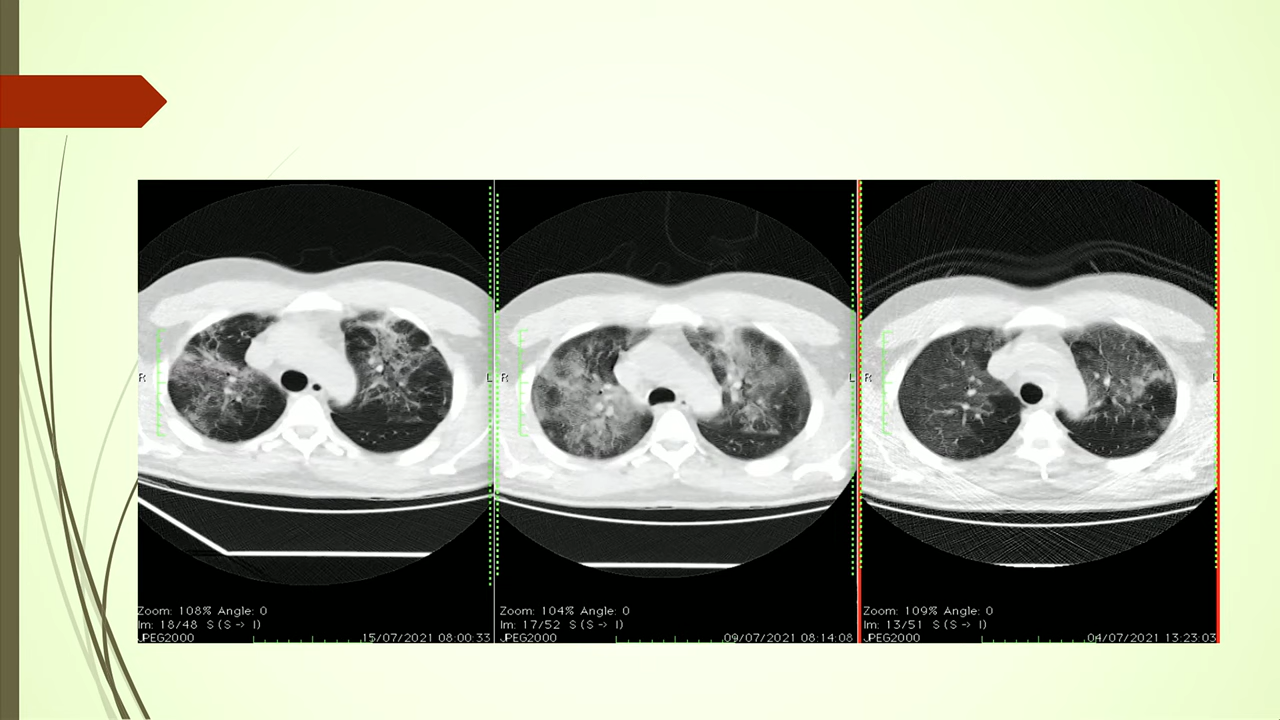 R
L
Zoom: 108% Angle: 0
Im: 18/48 S (S -> I)
JPEG2000
15/07/2021 08:00:33
R
L
Zoom: 104% Angle: 0
Im: 17/52 S (S -> I)
JPEG2000
09/07/2021 08:14:08
R
L
Zoom: 109% Angle: 0
Im: 13/51 S (S -> I)
JPEG2000
04/07/2021 13:23:03